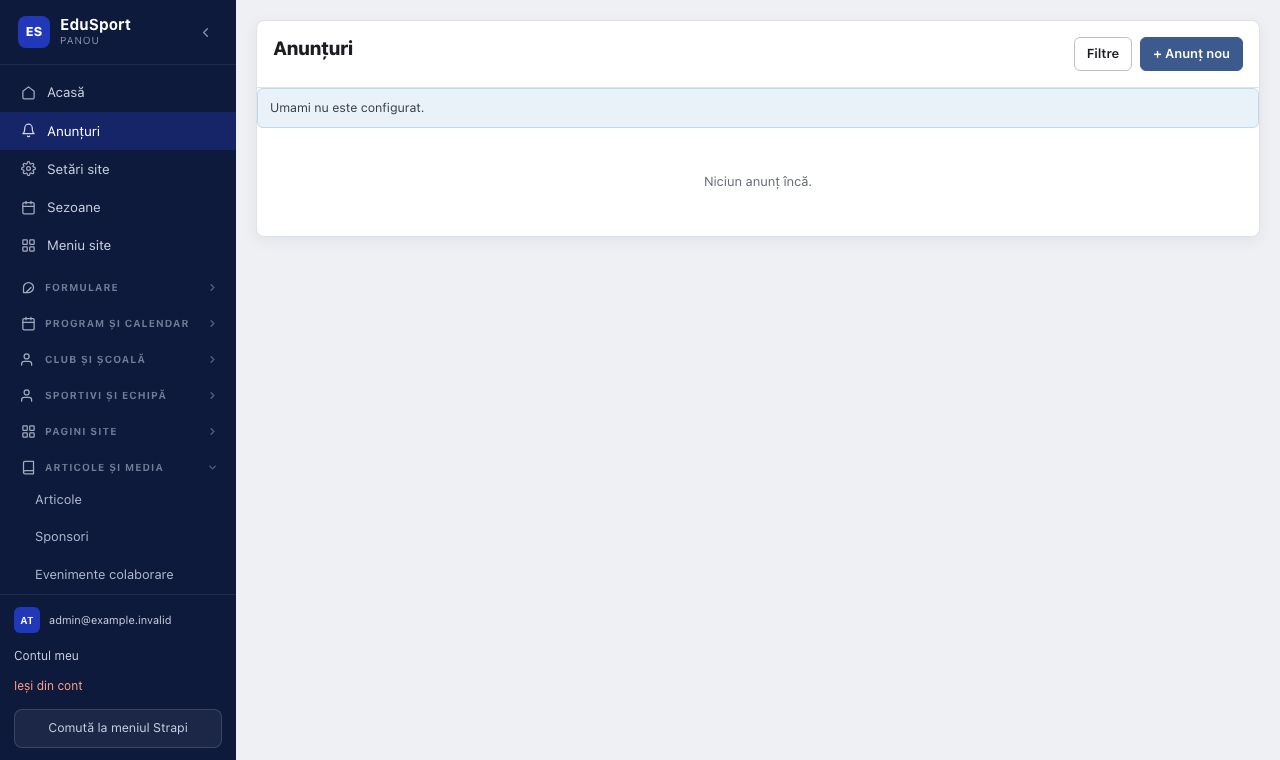 ES
EduSport
PANOU
Acasă
Anunțuri
Setări site
Sezoane
Meniu site
FORMULARE
PROGRAM ȘI CALENDAR
CLUB ȘI ȘCOALĂ
SPORTIVI ȘI ECHIPĂ
PAGINI SITE
ARTICOLE ȘI MEDIA
Articole
Sponsori
Evenimente colaborare
AT
admin@example.invalid
Contul meu
Ieși din cont
Comută la meniul Strapi
Anunțuri
Filtre
+ Anunț nou
Umami nu este configurat.
Niciun anunț încă.